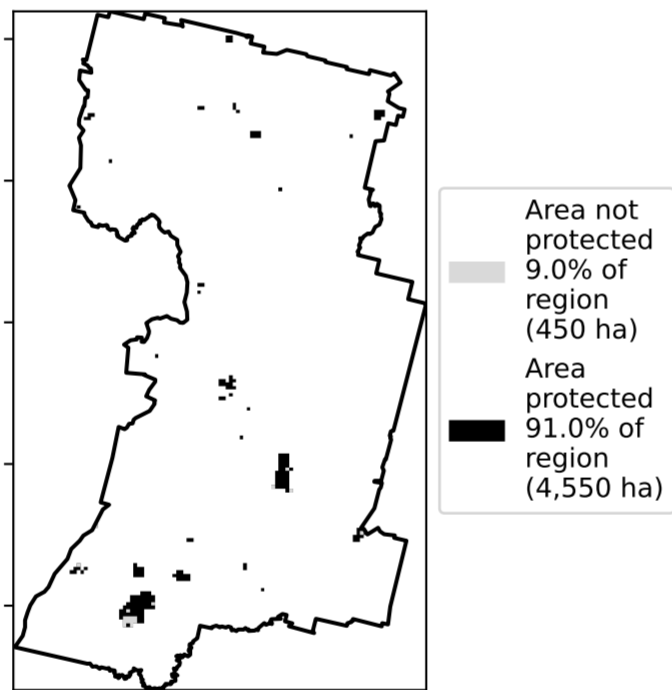 Area not
protected
9.0% of
region
(450 ha)
Area
protected
91.0% of
region
(4,550 ha)